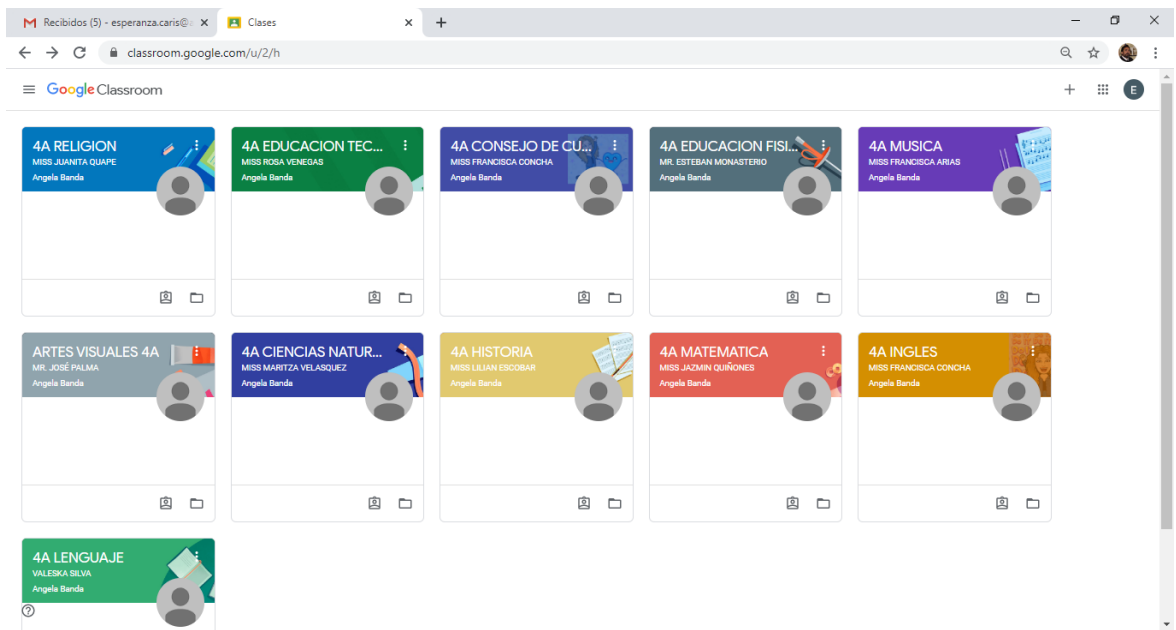 Recibidos (5) - esperanza.caris@
Clases
classroom.google.com/u/2/h
Google Classroom
E
4A RELIGION
MISS JUANITA QUAPE
Angela Banda
4A EDUCACION TEC...
MISS ROSA VENEGAS
Angela Banda
4A CONSEJO DE CU...
MISS FRANCISCA CONCHA
Angela Banda
4A EDUCACION FISI...
MR. ESTEBAN MONASTERIO
Angela Banda
4A MUSICA
MISS FRANCISCA ARIAS
Angela Banda
ARTES VISUALES 4A
MR. JOSÉ PALMA
Angela Banda
4A CIENCIAS NATUR...
MISS MARITZA VELASQUEZ
Angela Banda
4A HISTORIA
MISS LILIAN ESCOBAR
Angela Banda
4A MATEMATICA
MISS JAZMIN QUIÑONES
Angela Banda
4A INGLES
MISS FRANCISCA CONCHA
Angela Banda
4A LENGUAJE
VALESKA SILVA
Angela Banda